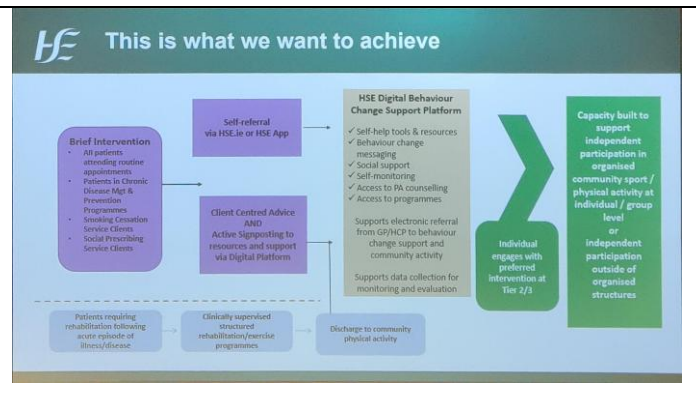 HSE
This is what we want to achieve
Brief Intervention
• All patients
attending routine
appointments
• Patients in Chronic
Disease Mgt &
Prevention
Programmes
• Smoking Cessation
Service Clients
• Social Prescribing
Service Clients
Self-referral
via HSE.ie or HSE App
Client Centred Advice
AND
Active Signposting to
resources and support
via Digital Platform
HSE Digital Behaviour
Change Support Platform
✓ Self-help tools & resources
✓ Behaviour change
messaging
✓ Social support
✓ Self-monitoring
✓ Access to PA counselling
✓ Access to programmes
Supports electronic referral
from GP/HCP to behaviour
change support and
community activity
Supports data collection for
monitoring and evaluation
Individual
engages with
preferred
intervention at
Tier 2/3
Capacity built to
support
independent
participation in
organised
community sport /
physical activity at
individual / group
level
or
independent
participation
outside of
organised
structures
Patients requiring
rehabilitation following
acute episode of
illness/disease
Clinically supervised
structured
rehabilitation/exercise
programmes
Discharge to community
physical activity